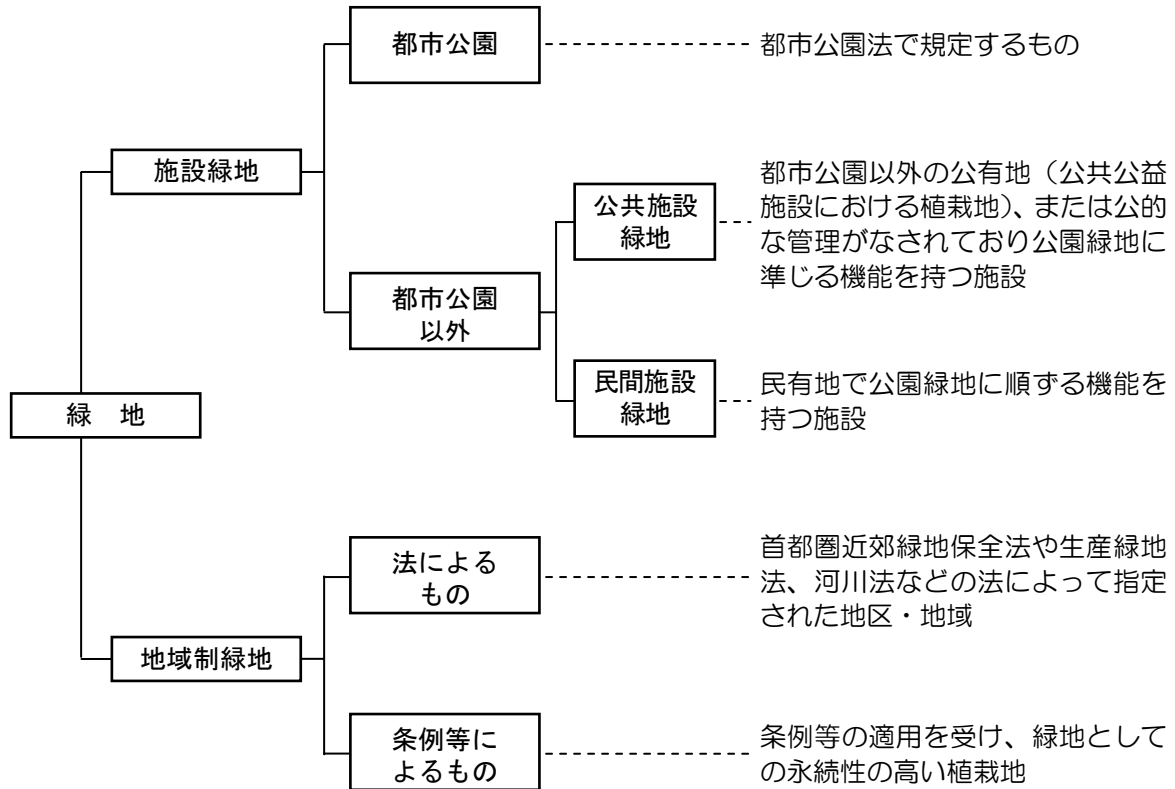 都市公園
都市公園法で規定するもの
施設緑地
公共施設
緑地
都市公園以外の公有地（公共公益
施設における植栽地）、または公的
な管理がなされており公園緑地に
準じる機能を持つ施設
都市公園
以外
民間施設
緑地
民有地で公園緑地に順ずる機能を
持つ施設
緑　地
法による
もの
首都圏近郊緑地保全法や生産緑地
法、河川法などの法によって指定
された地区・地域
地域制緑地
条例等に
よるもの
条例等の適用を受け、緑地として
の永続性の高い植栽地